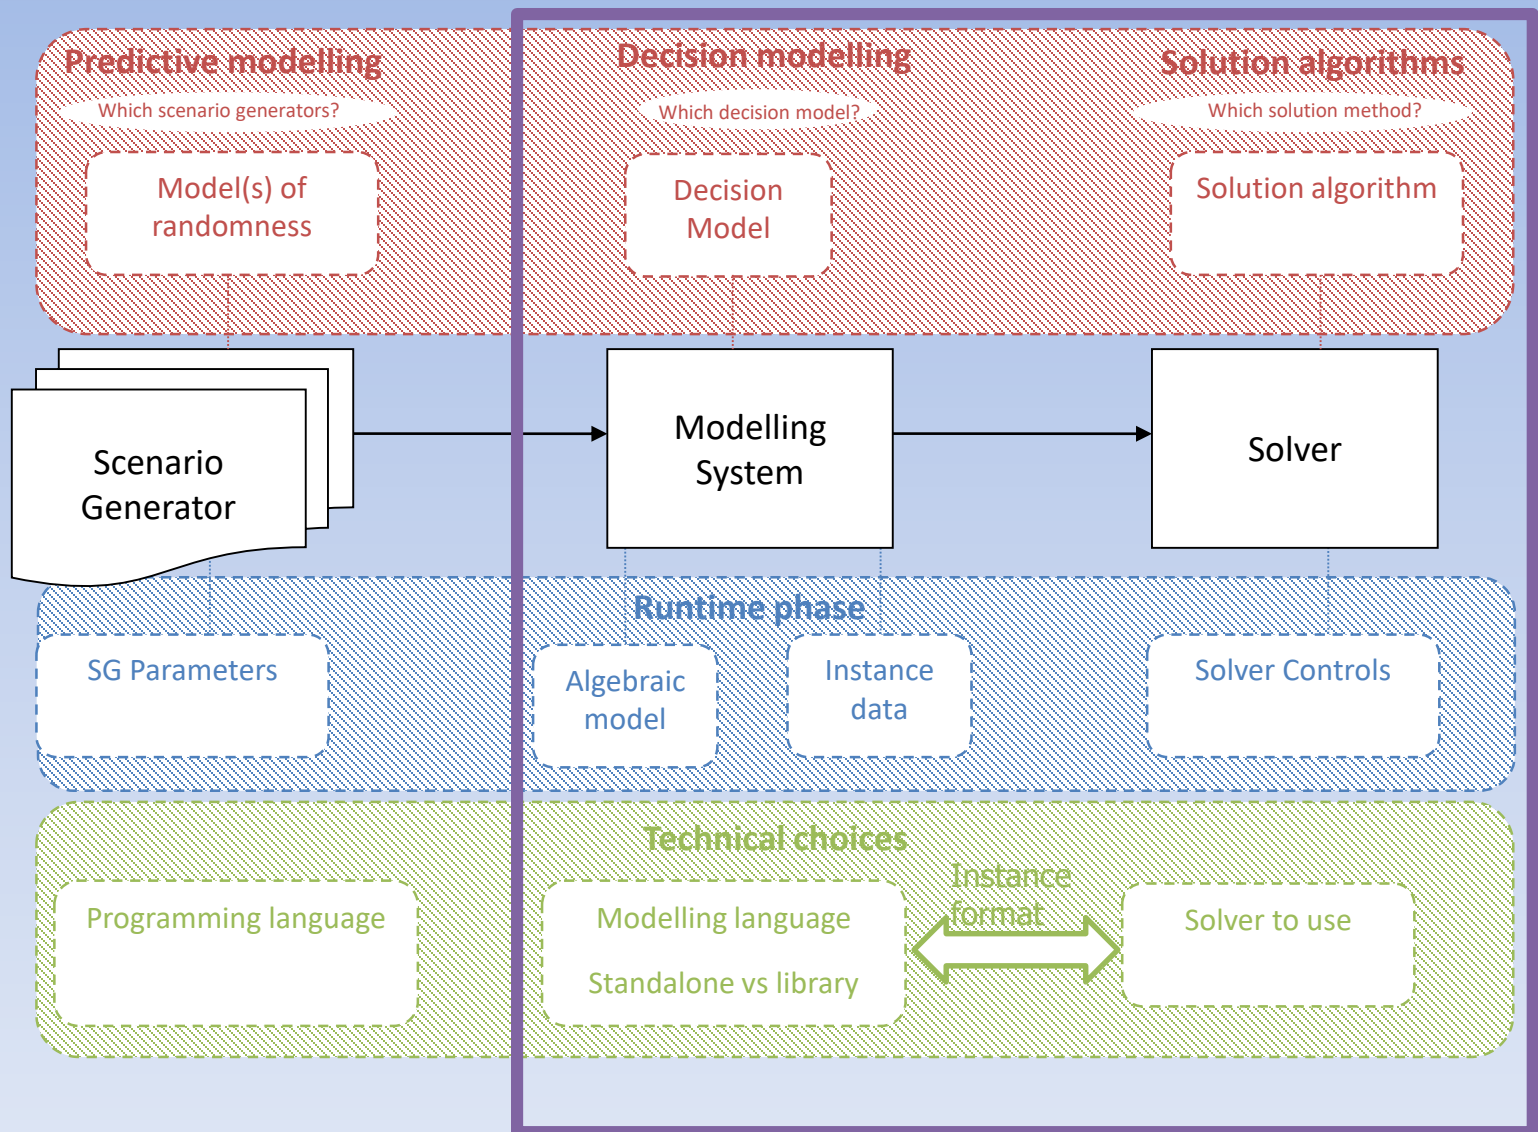 Predictive modelling
Decision modelling
Solution algorithms
Which scenario generators?
Which decision model?
Which solution method?
Model(s) of
randomness
Decision
Model
Solution algorithm
Scenario
Generator
Modelling
System
Solver
Runtime phase
SG Parameters
Algebraic
model
Instance
data
Solver Controls
Technical choices
Programming language
Modelling language
Standalone vs library
Instance
format
Solver to use